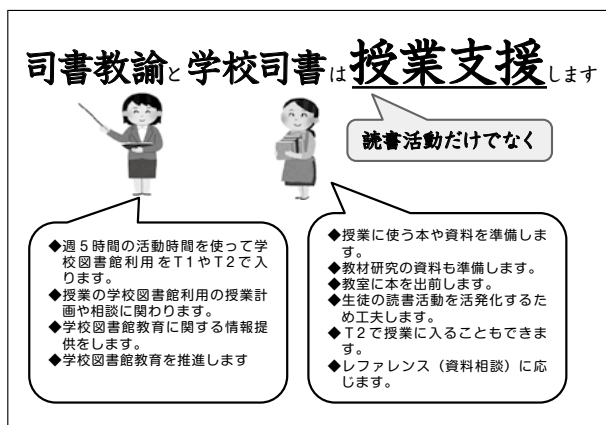 司書教諭と学校司書は授業支援します
読書活動だけでなく
◆週5時間の活動時間を使って学
校図書館利用をT1やT2で入
ります。
◆授業の学校図書館利用の授業計
画や相談に関わります。
◆学校図書館教育に関する情報提
供をします。
◆学校図書館教育を推進します
◆授業に使う本や資料を準備しま
す。
◆教材研究の資料も準備します。
◆教室に本を出前します。
◆生徒の読書活動を活発化するた
め工夫します。
◆T2で授業に入ることもできま
す。
◆レファレンス（資料相談）に応
じます。